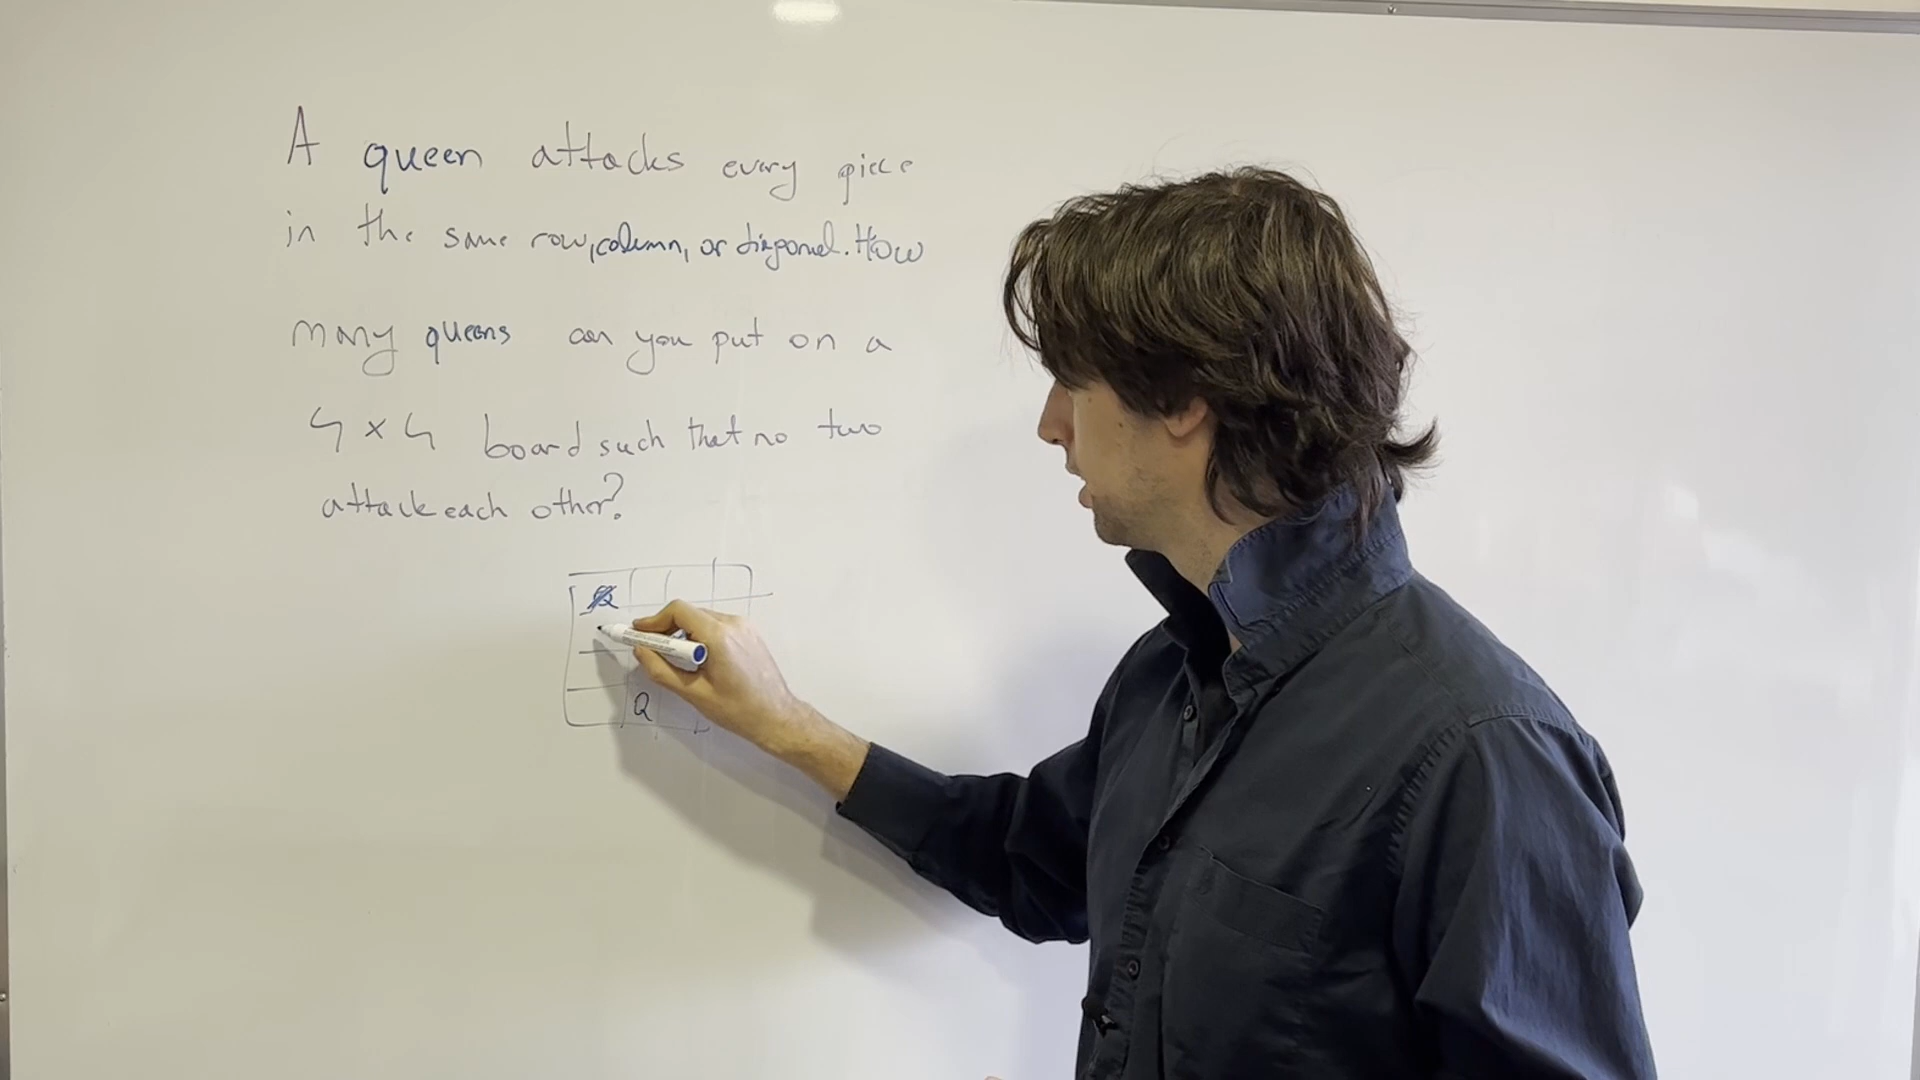 A queen attacks every piece
in the same row, column, or diagonal. How
many queens can you put on a
4 × 4 board such that no two
attack each other?
Q